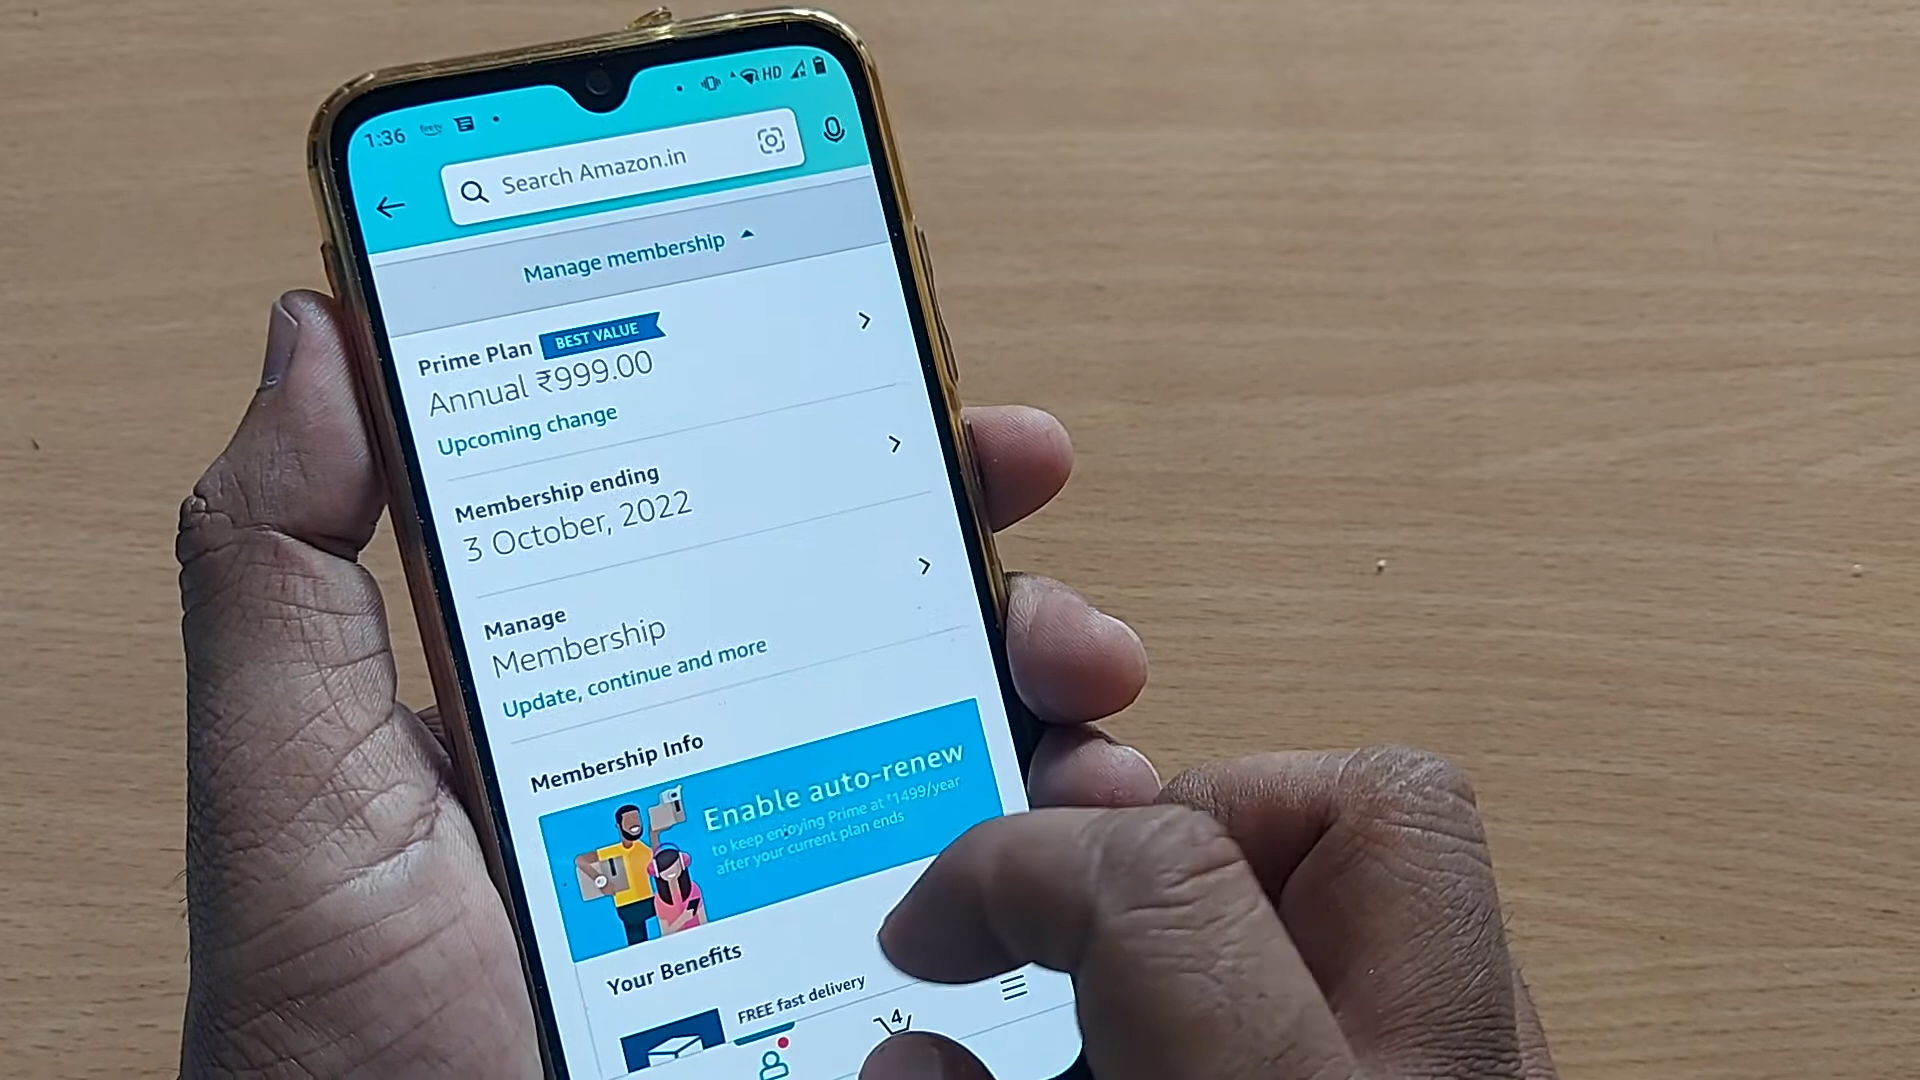 1:36
HD
Search Amazon.in
Manage membership
Prime Plan BEST VALUE
Annual ₹999.00
Upcoming change
Membership ending
3 October, 2022
Manage
Membership
Update, continue and more
Membership Info
Enable auto-renew
to keep enjoying Prime at ₹1499/year
after your current plan ends
Your Benefits
FREE fast delivery
4